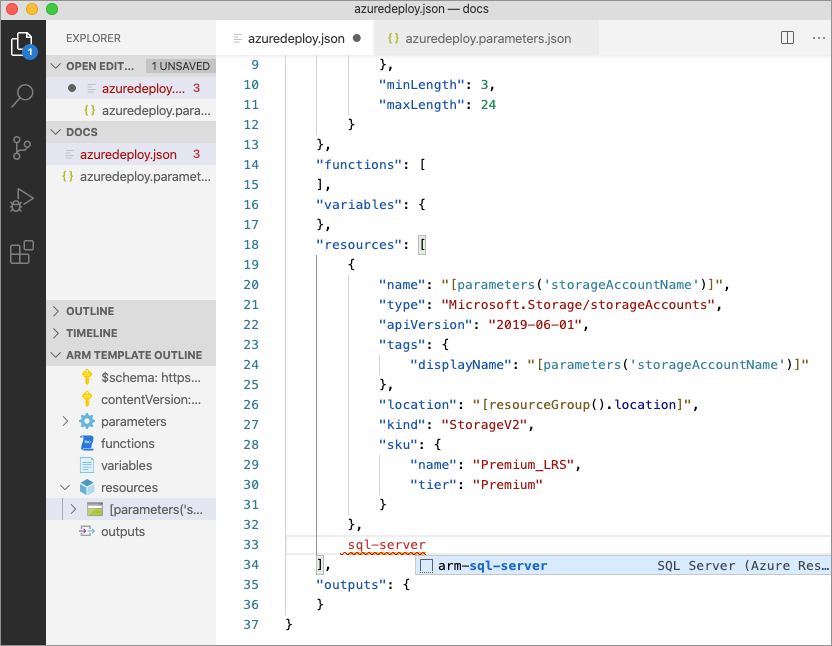 azuredeploy.json — docs
EXPLORER
azuredeploy.json
{} azuredeploy.parameters.json
...
1
OPEN EDIT... 1 UNSAVED
azuredeploy.... 3
{} azuredeploy.para...
DOCS
azuredeploy.json 3
{} azuredeploy.paramet...
OUTLINE
TIMELINE
ARM TEMPLATE OUTLINE
$schema: https...
contentVersion:...
parameters
functions
variables
resources
[parameters('s...
outputs
9 },
10 "minLength": 3,
11 "maxLength": 24
12 }
13 },
14 "functions": [
15 ],
16 "variables": {
17 },
18 "resources": [
19 {
20 "name": "[parameters('storageAccountName')]",
21 "type": "Microsoft.Storage/storageAccounts",
22 "apiVersion": "2019-06-01",
23 "tags": {
24 "displayName": "[parameters('storageAccountName')]"
25 },
26 "location": "[resourceGroup().location]",
27 "kind": "StorageV2",
28 "sku": {
29 "name": "Premium_LRS",
30 "tier": "Premium"
31 }
32 },
33 sql-server
34 ],
arm-sql-server SQL Server (Azure Res...
35 "outputs": {
36 }
37 }